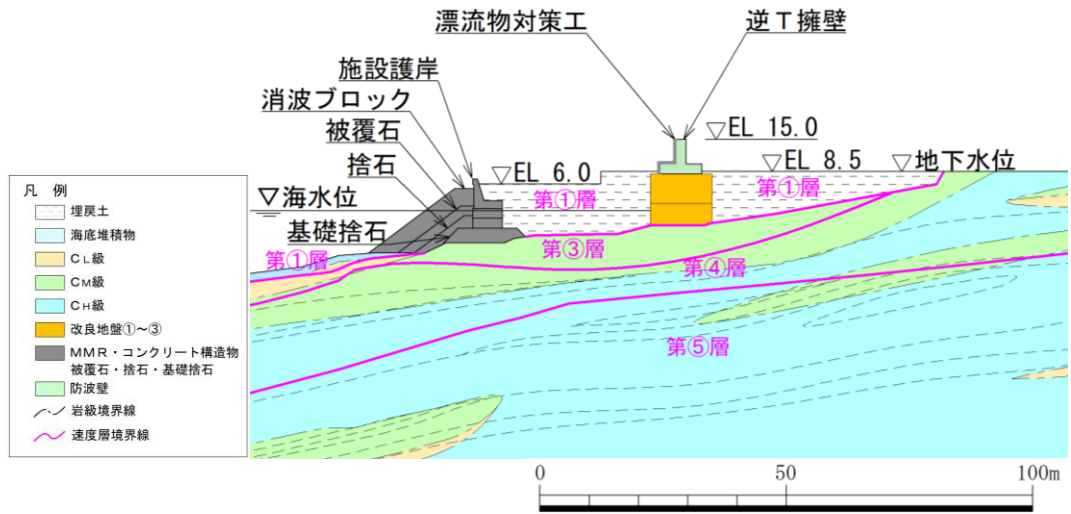 漂流物対策工
逆T擁壁
施設護岸
消波ブロック
被覆石
捨石
▽海水位
基礎捨石
▽EL 15.0
▽EL 6.0
▽EL 8.5
▽地下水位
第①層
第①層
第①層
第③層
第④層
第⑤層
凡 例
埋戻土
海底堆積物
CL級
CM級
CH級
改良地盤①～③
MMR・コンクリート構造物
被覆石・捨石・基礎捨石
防波壁
岩級境界線
速度層境界線
0
50
100m